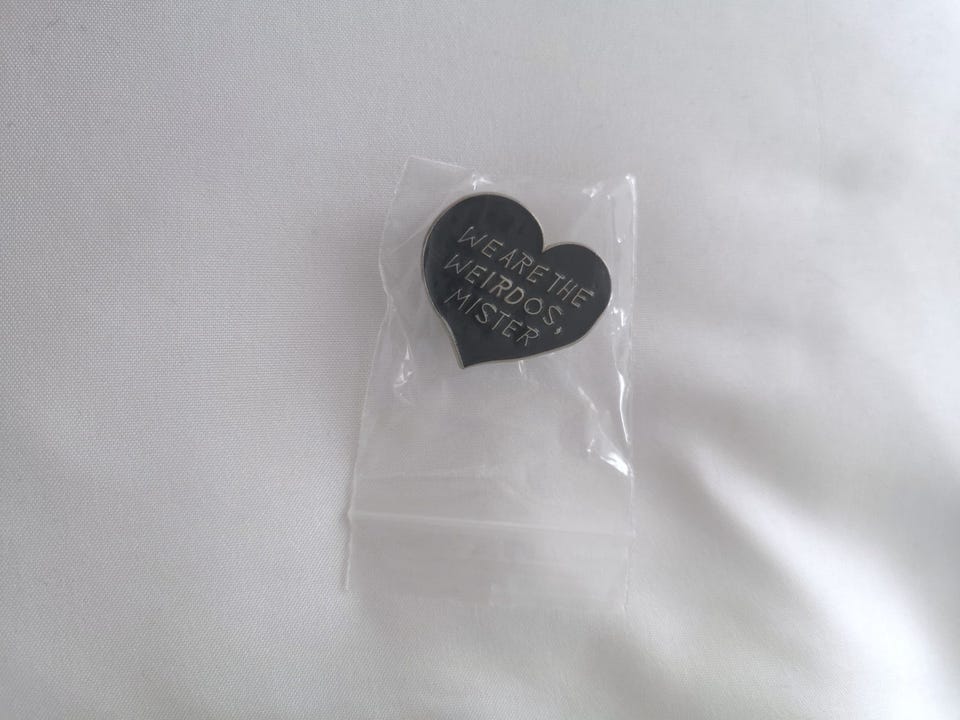 WE ARE THE
WEIRDOS,
MISTER